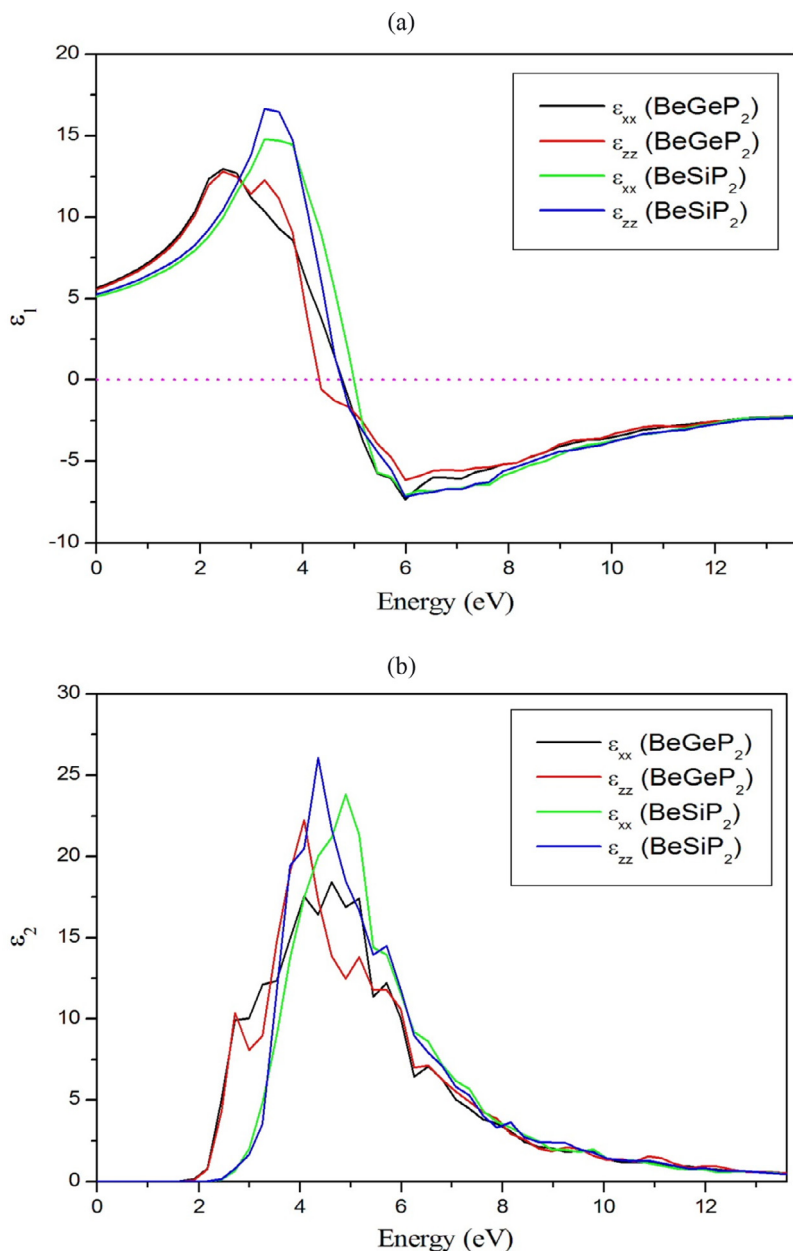 (a)
20
15
10
5
0
-5
-10
ε₁
εxx (BeGeP₂)
εzz (BeGeP₂)
εxx (BeSiP₂)
εzz (BeSiP₂)
0 2 4 6 8 10 12
Energy (eV)
(b)
30
25
20
15
10
5
0
ε₂
εxx (BeGeP₂)
εzz (BeGeP₂)
εxx (BeSiP₂)
εzz (BeSiP₂)
0 2 4 6 8 10 12
Energy (eV)